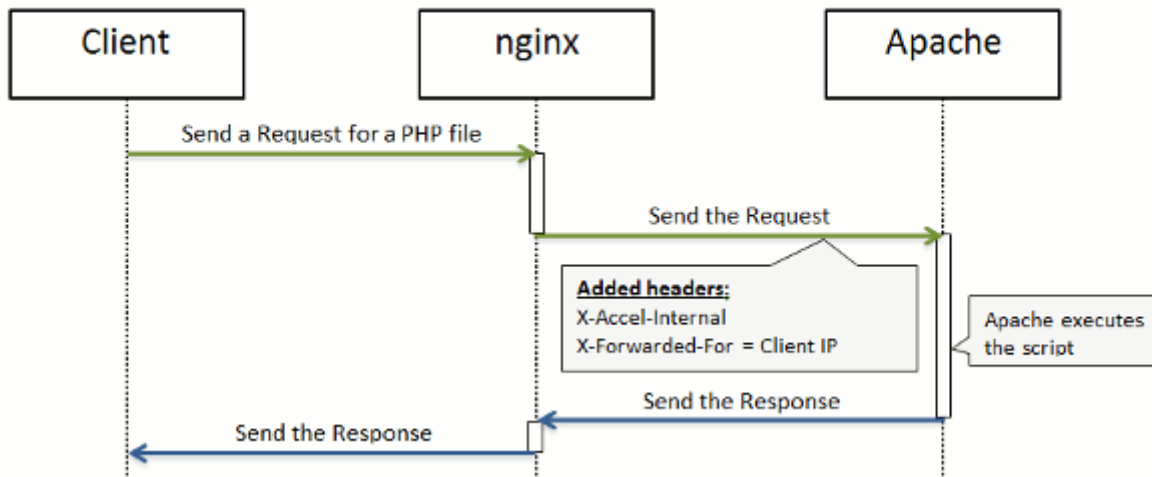 Client
nginx
Apache
Send a Request for a PHP file
Send the Request
Added headers:
X-Accel-Internal
X-Forwarded-For = Client IP
Apache executes
the script
Send the Response
Send the Response